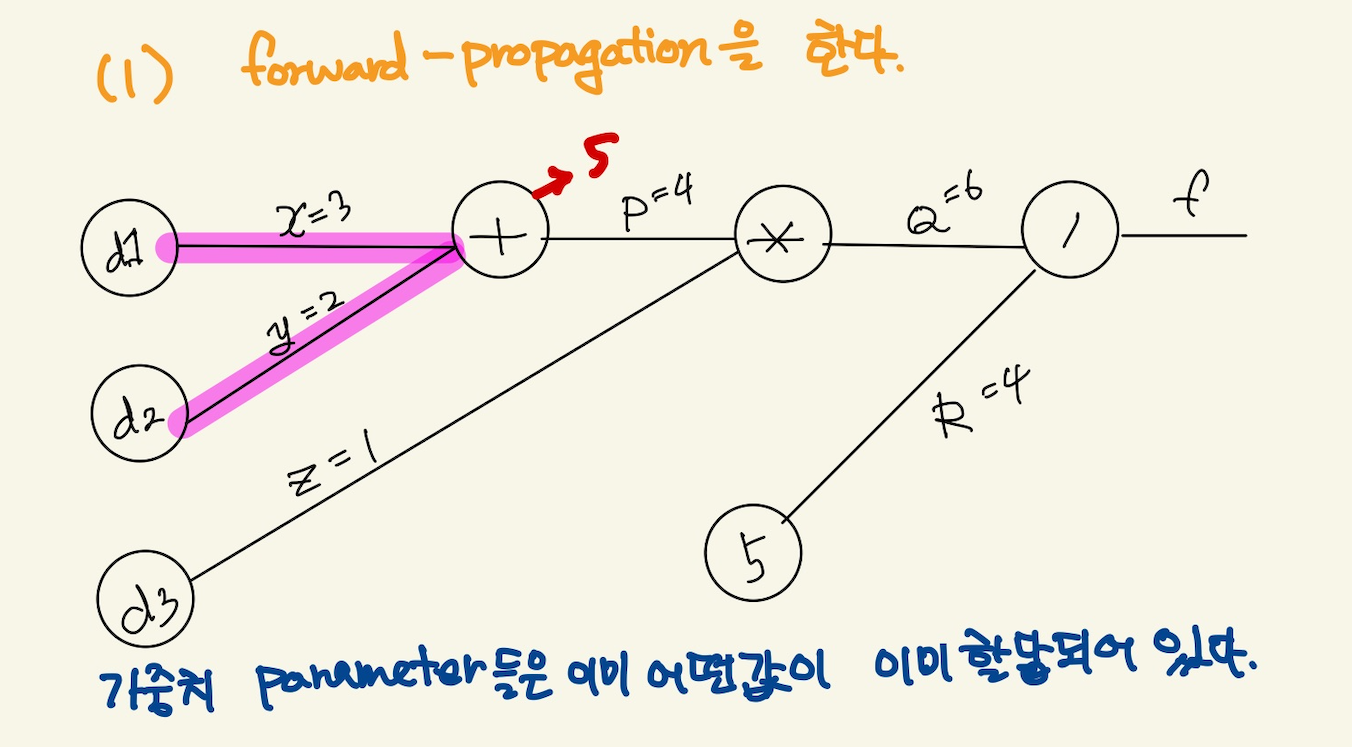 (1) forward-propagation을 한다.
5
x=3
P=4
Q=6
f
d1
+
*
/
y=2
d2
R=4
z=1
5
d3
가중치 parameter들은 이미 어떤값이 이미 할당되어 있다.